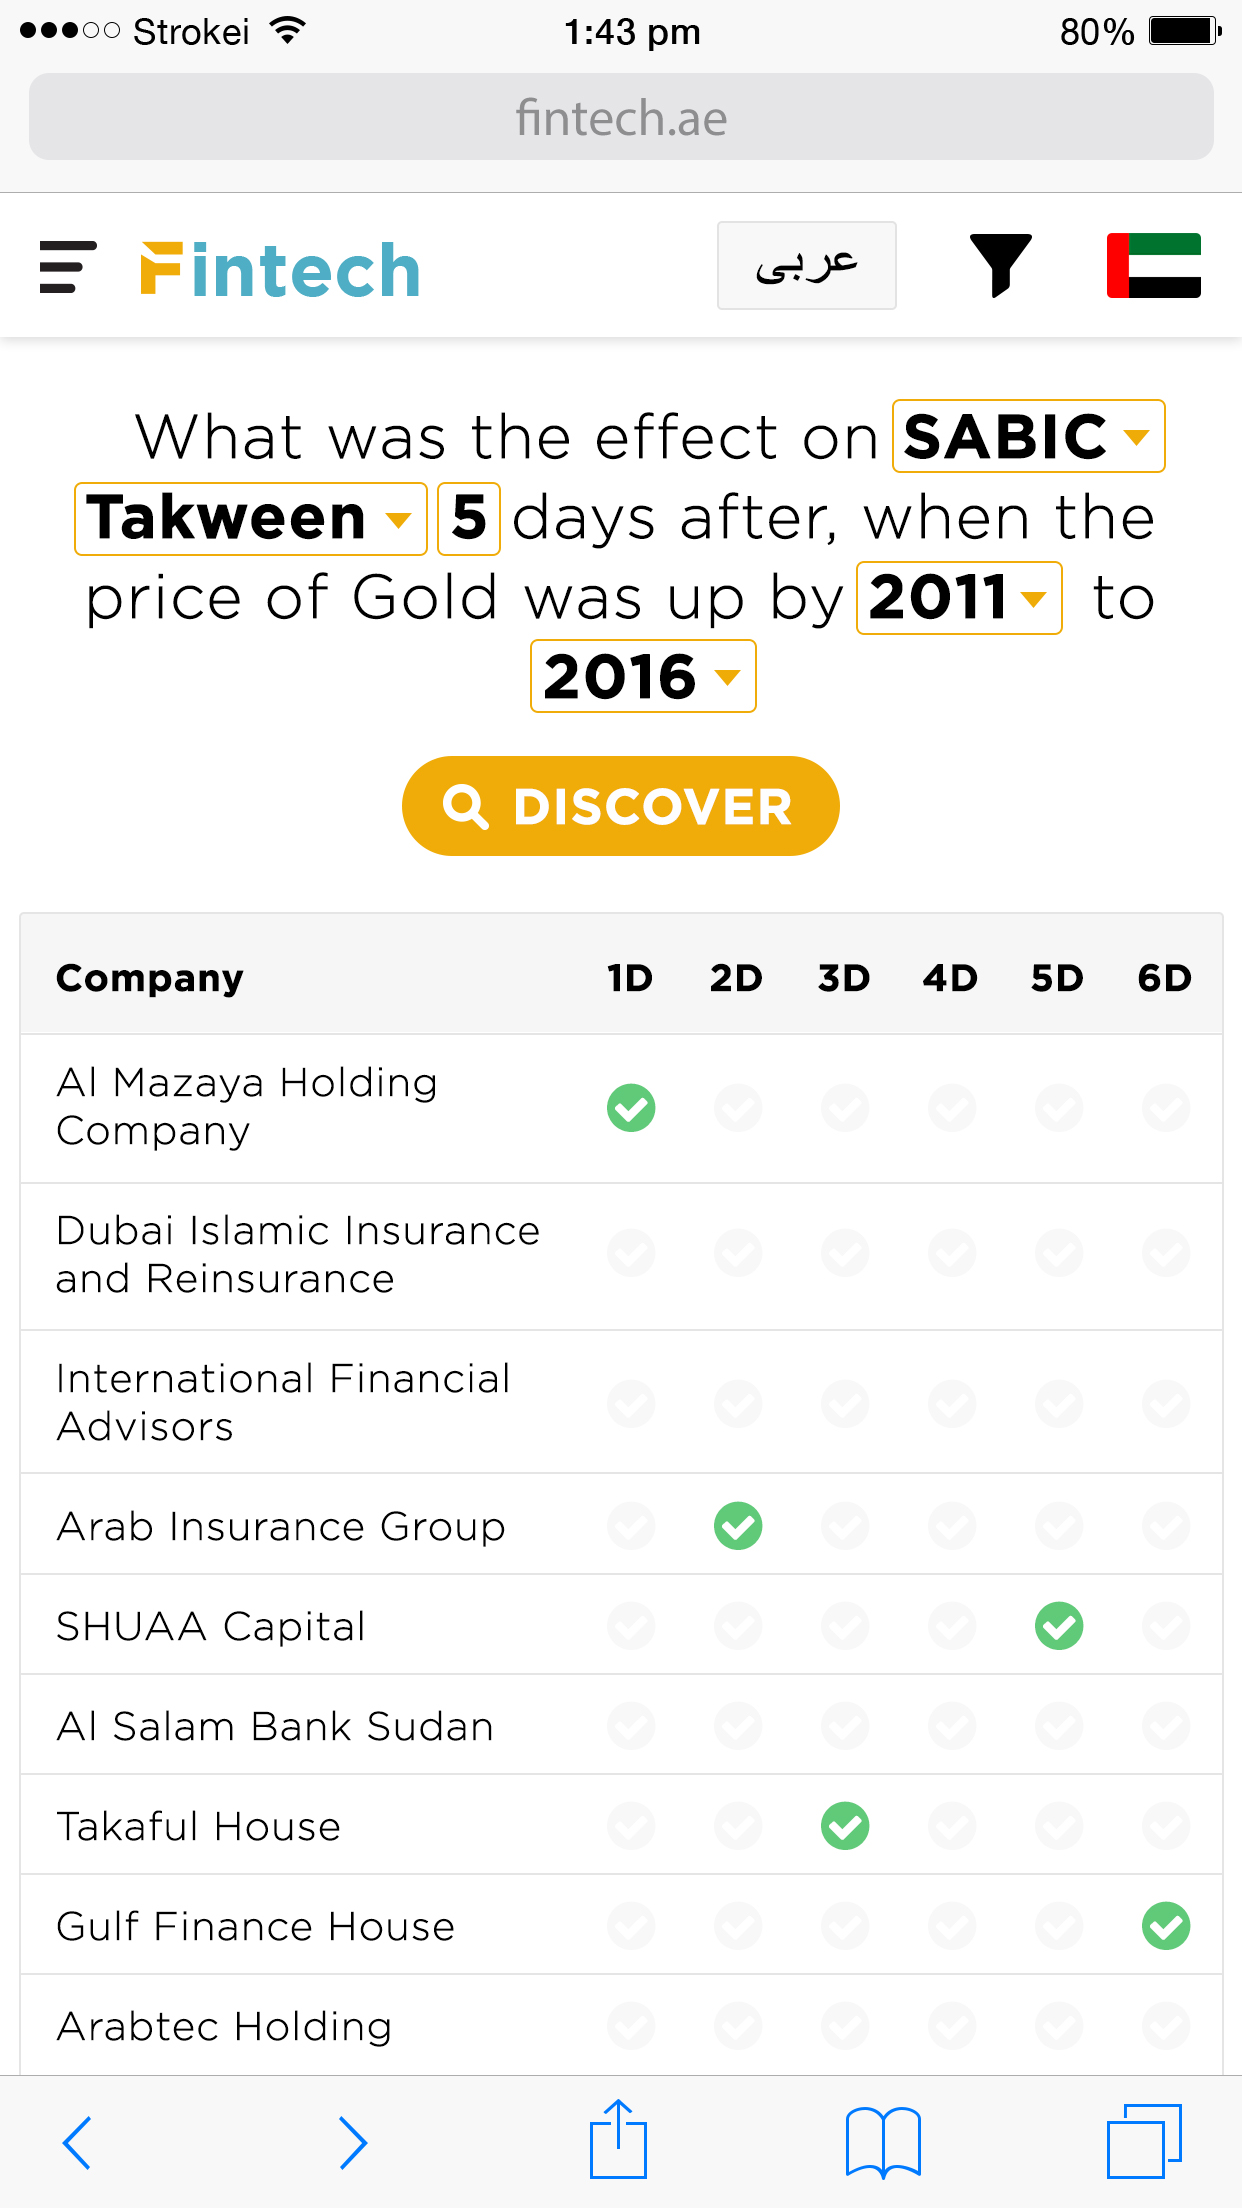 Strokei 1:43 pm 80%
fintech.ae
Fintech عربى
What was the effect on SABIC
Takween 5 days after, when the
price of Gold was up by 2011 to
2016
DISCOVER
Company 1D 2D 3D 4D 5D 6D
Al Mazaya Holding
Company
Dubai Islamic Insurance
and Reinsurance
International Financial
Advisors
Arab Insurance Group
SHUAA Capital
Al Salam Bank Sudan
Takaful House
Gulf Finance House
Arabtec Holding